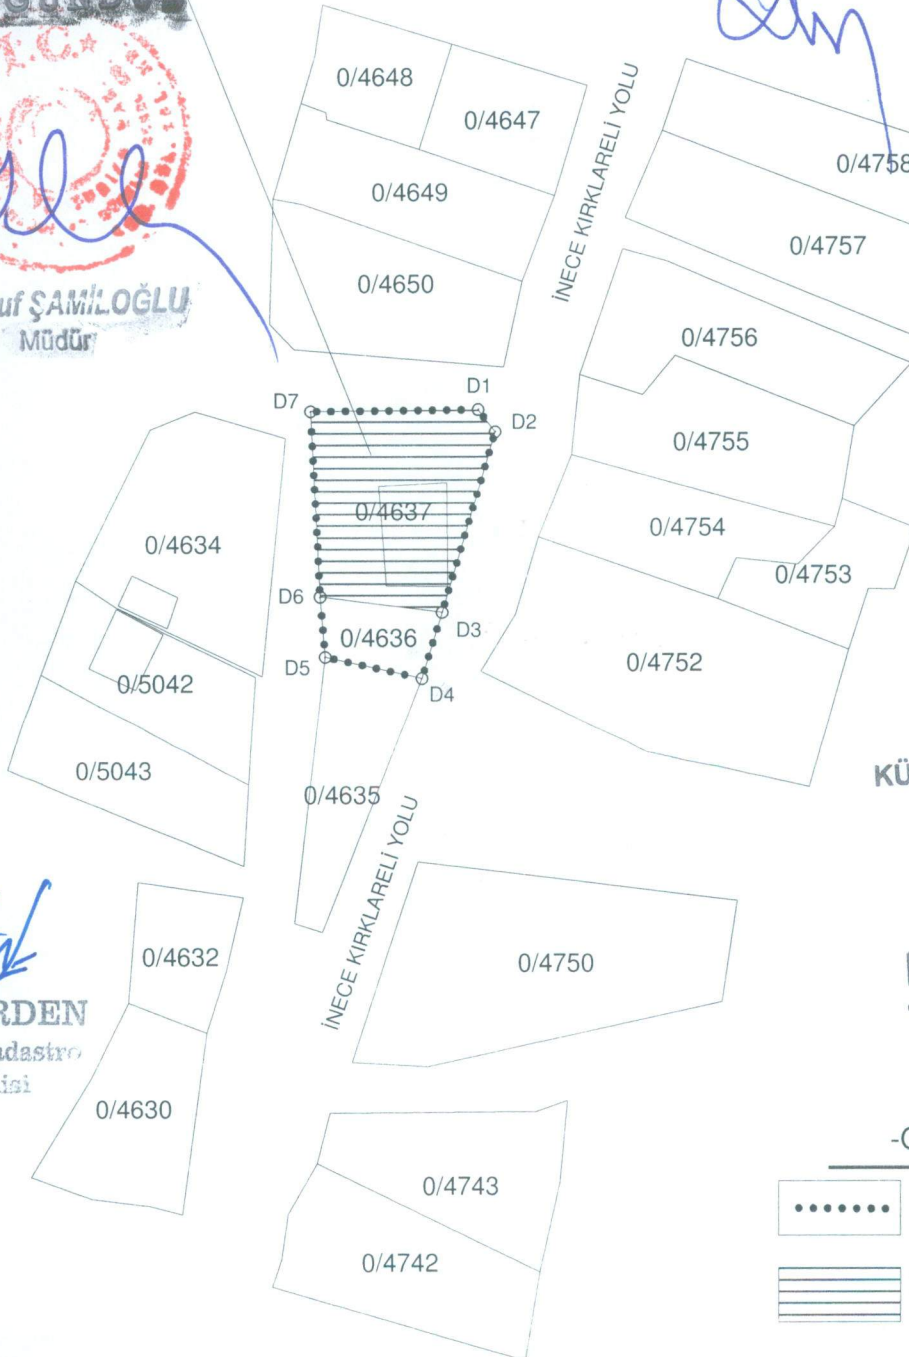 T.C.
0/4648
0/4647
İNECE KIRKLARELİ YOLU
0/4758
0/4649
0/4757
0/4650
ŞAMİLOĞLU
Müdür
0/4756
D7
D1
D2
0/4755
0/4637
0/4754
0/4634
0/4753
D6
D3
0/4636
0/4752
D5
D4
0/5042
0/5043
0/4635
KÜ
İNECE KIRKLARELİ YOLU
0/4632
0/4750
RDEN
adastro
isi
0/4630
0/4743
0/4742